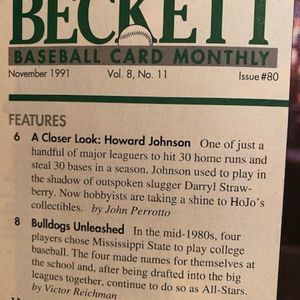 BECKETT
BASEBALL CARD MONTHLY
November 1991 Vol. 8, No. 11 Issue #80
FEATURES
6 A Closer Look: Howard Johnson One of just a
handful of major leaguers to hit 30 home runs and
steal 30 bases in a season, Johnson used to play in
the shadow of outspoken slugger Darryl Straw-
berry. Now hobbyists are taking a shine to HoJo's
collectibles. by John Perrotto
8 Bulldogs Unleashed In the mid-1980s, four
players chose Mississippi State to play college
baseball. The four made names for themselves at
the school and, after being drafted into the big
leagues together, continue to do so as All-Stars.
by Victor Reichman